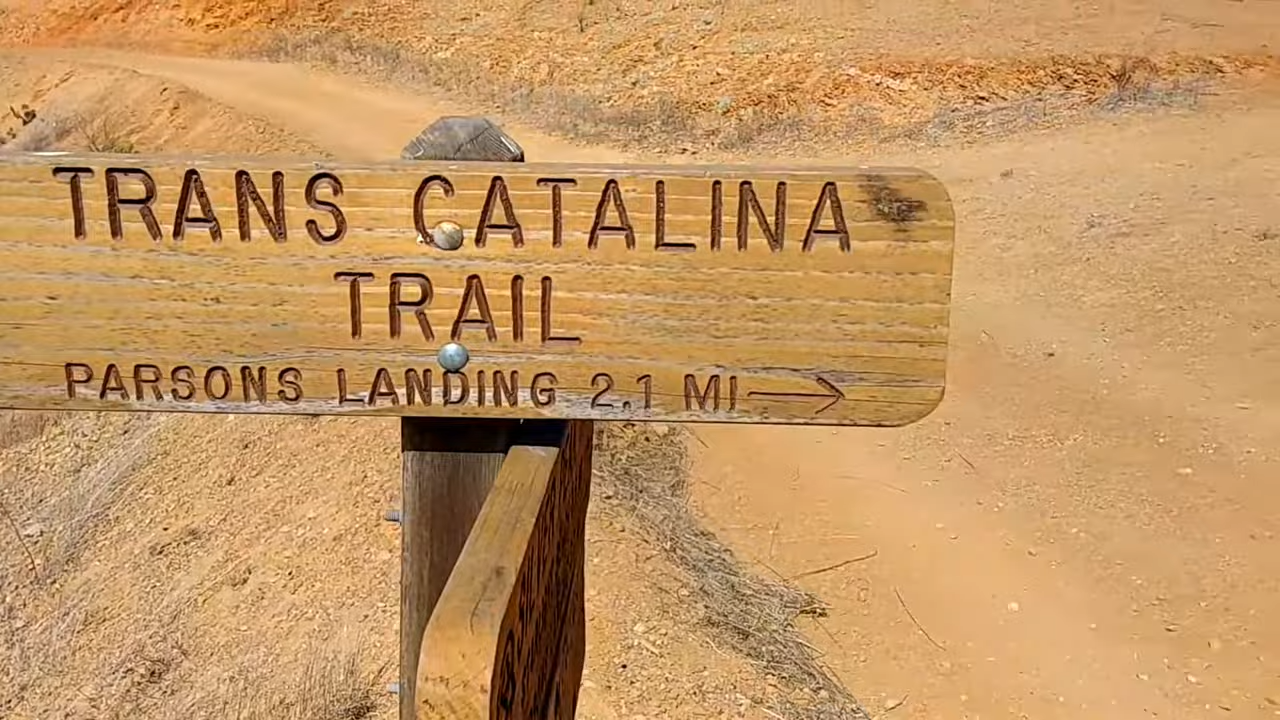 TRANS CATALINA
TRAIL
PARSONS LANDING 2.1 MI →